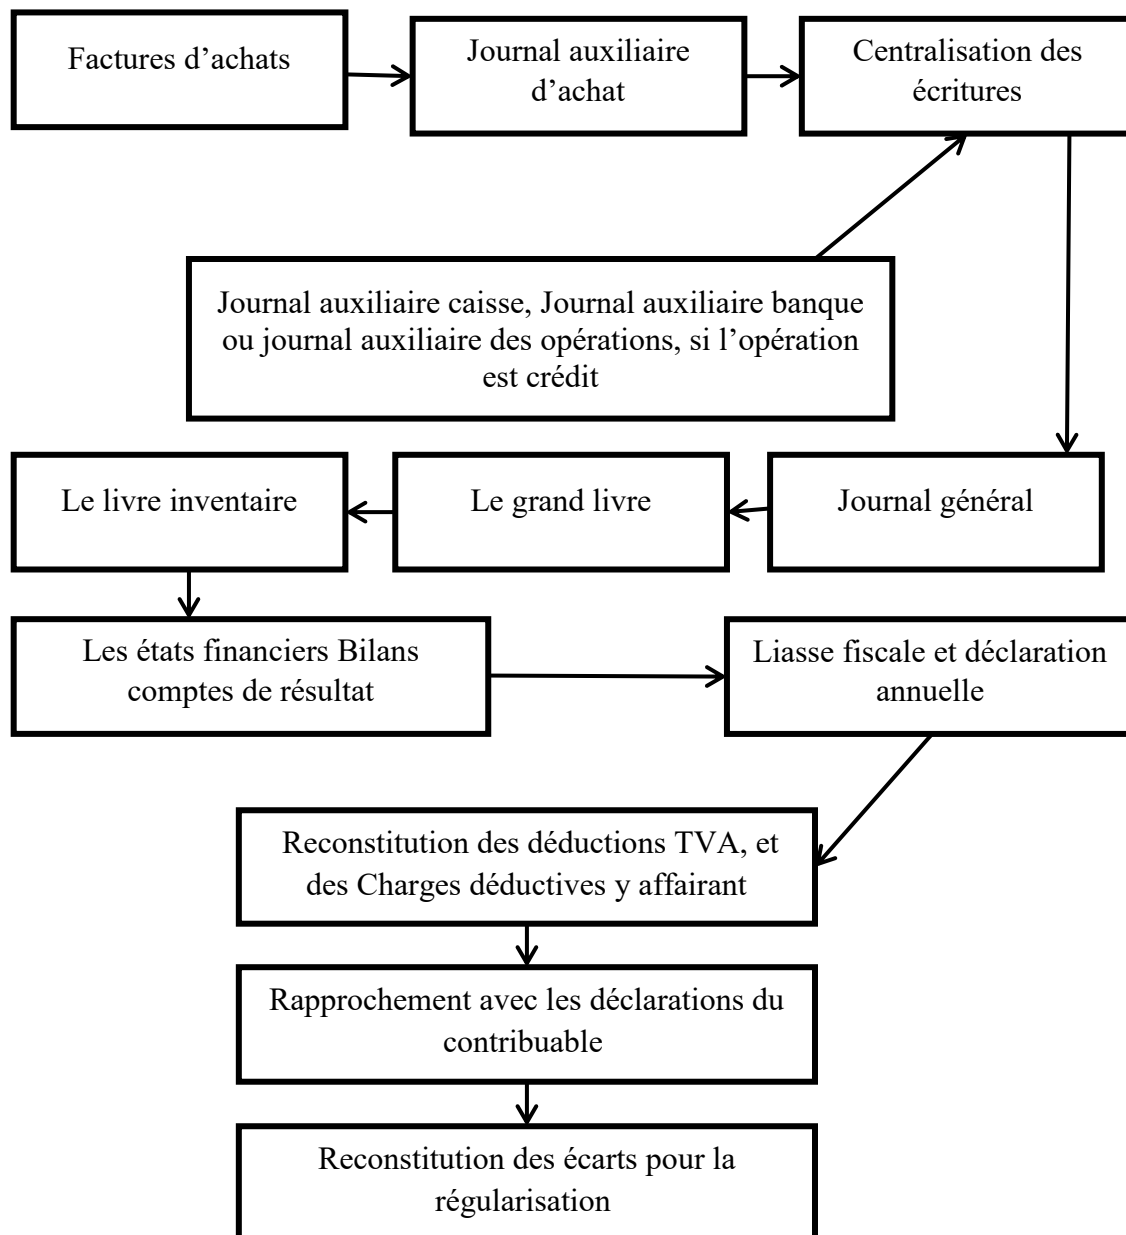 Factures d’achats
Journal auxiliaire
d’achat
Centralisation des
écritures
Journal auxiliaire caisse, Journal auxiliaire banque
ou journal auxiliaire des opérations, si l’opération
est crédit
Le livre inventaire
Le grand livre
Journal général
Les états financiers Bilans
comptes de résultat
Liasse fiscale et déclaration
annuelle
Reconstitution des déductions TVA, et
des Charges déductives y affairant
Rapprochement avec les déclarations du
contribuable
Reconstitution des écarts pour la
régularisation